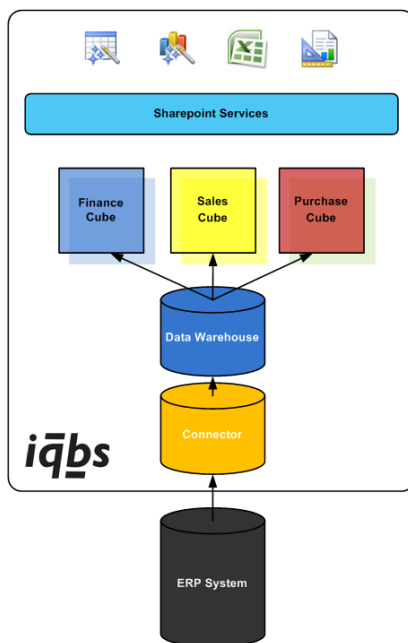 Sharepoint Services
Finance
Cube
Sales
Cube
Purchase
Cube
Data Warehouse
Connector
iqbs
ERP System